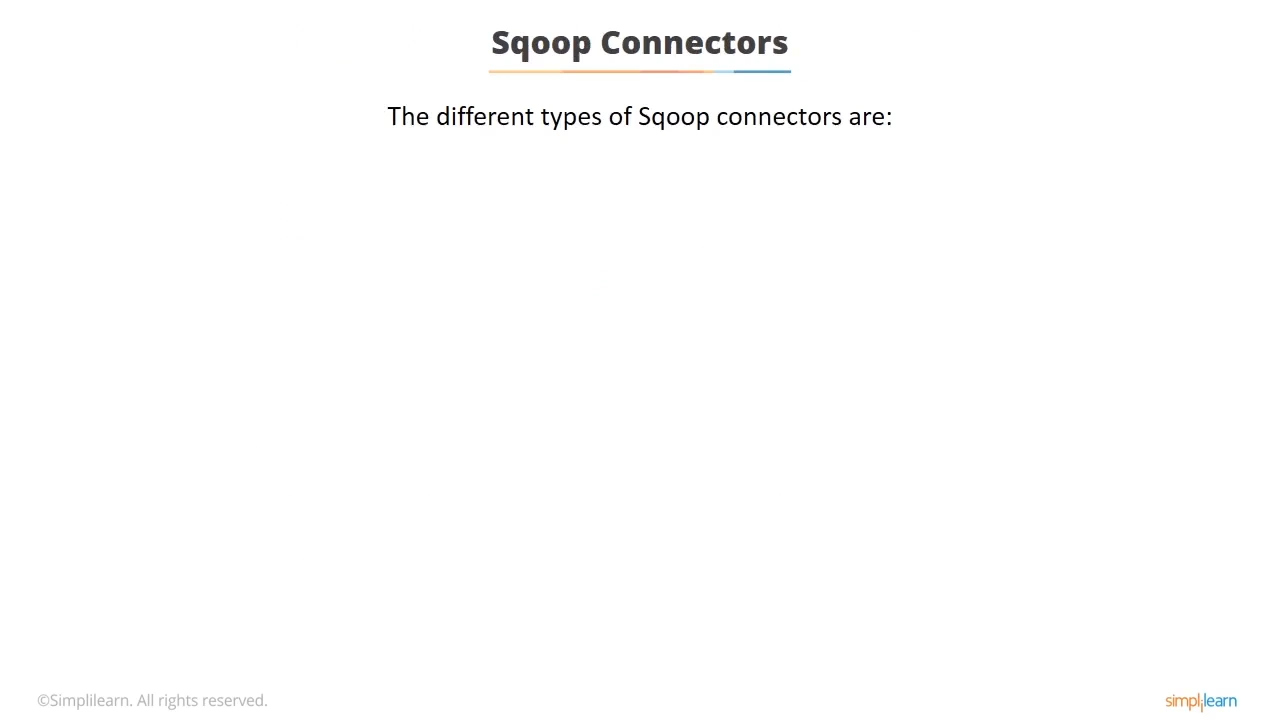 Sqoop Connectors
The different types of Sqoop connectors are:
©Simplilearn. All rights reserved.
simplilearn